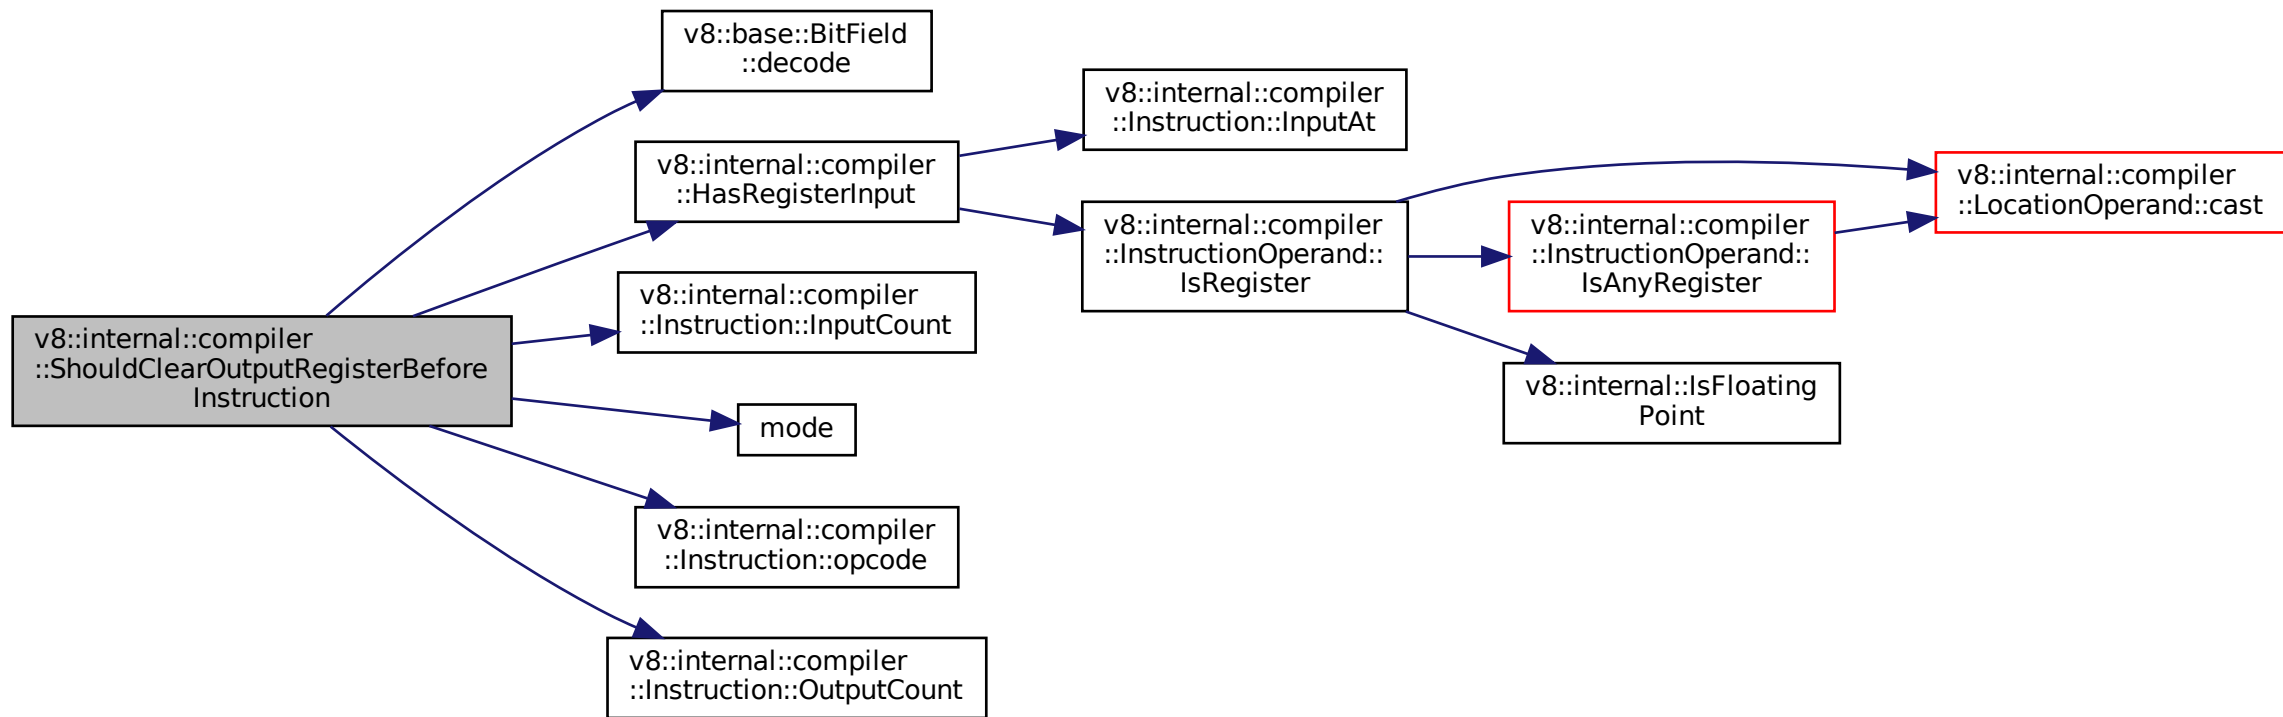 v8::internal::compiler
::ShouldClearOutputRegisterBefore
Instruction
v8::base::BitField
::decode
v8::internal::compiler
::HasRegisterInput
v8::internal::compiler
::Instruction::InputCount
mode
v8::internal::compiler
::Instruction::opcode
v8::internal::compiler
::Instruction::OutputCount
v8::internal::compiler
::Instruction::InputAt
v8::internal::compiler
::InstructionOperand::
IsRegister
v8::internal::compiler
::InstructionOperand::
IsAnyRegister
v8::internal::IsFloating
Point
v8::internal::compiler
::LocationOperand::cast